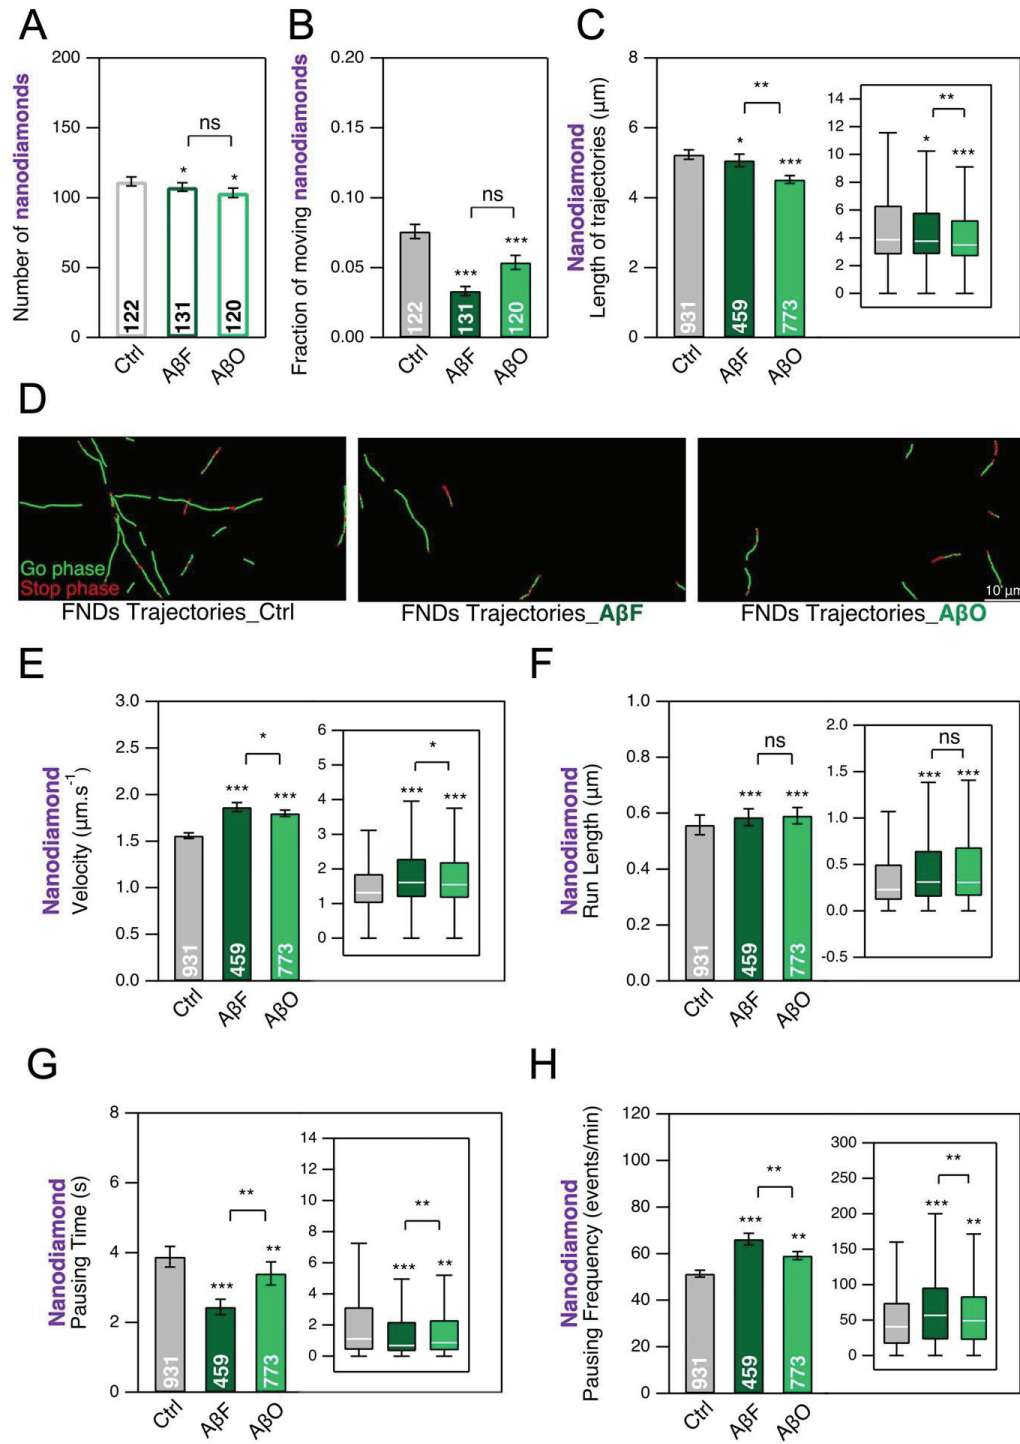 A
Number of nanodiamonds
200
150
100
50
0
ns
*
*
122
131
120
Ctrl
AβF
AβO
B
Fraction of moving nanodiamonds
0.20
0.15
0.10
0.05
0.00
ns
***
***
122
131
120
Ctrl
AβF
AβO
C
Nanodiamond
Length of trajectories (μm)
8
6
4
2
0
**
*
***
931
459
773
Ctrl
AβF
AβO
14
12
10
8
6
4
2
0
**
*
***
D
Go phase
Stop phase
10 μm
FNDs Trajectories_Ctrl
FNDs Trajectories_AβF
FNDs Trajectories_AβO
E
Nanodiamond
Velocity (μm.s-1)
3.0
2.5
2.0
1.5
1.0
0.5
0.0
*
***
***
931
459
773
Ctrl
AβF
AβO
6
5
4
3
2
1
0
*
***
***
F
Nanodiamond
Run Length (μm)
1.0
0.8
0.6
0.4
0.2
0.0
ns
***
***
931
459
773
Ctrl
AβF
AβO
2.0
1.5
1.0
0.5
0.0
-0.5
ns
***
***
G
Nanodiamond
Pausing Time (s)
8
6
4
2
0
**
***
**
931
459
773
Ctrl
AβF
AβO
14
12
10
8
6
4
2
0
**
***
**
H
Nanodiamond
Pausing Frequency (events/min)
120
100
80
60
40
20
0
**
***
**
931
459
773
Ctrl
AβF
AβO
300
250
200
150
100
50
0
**
***
**